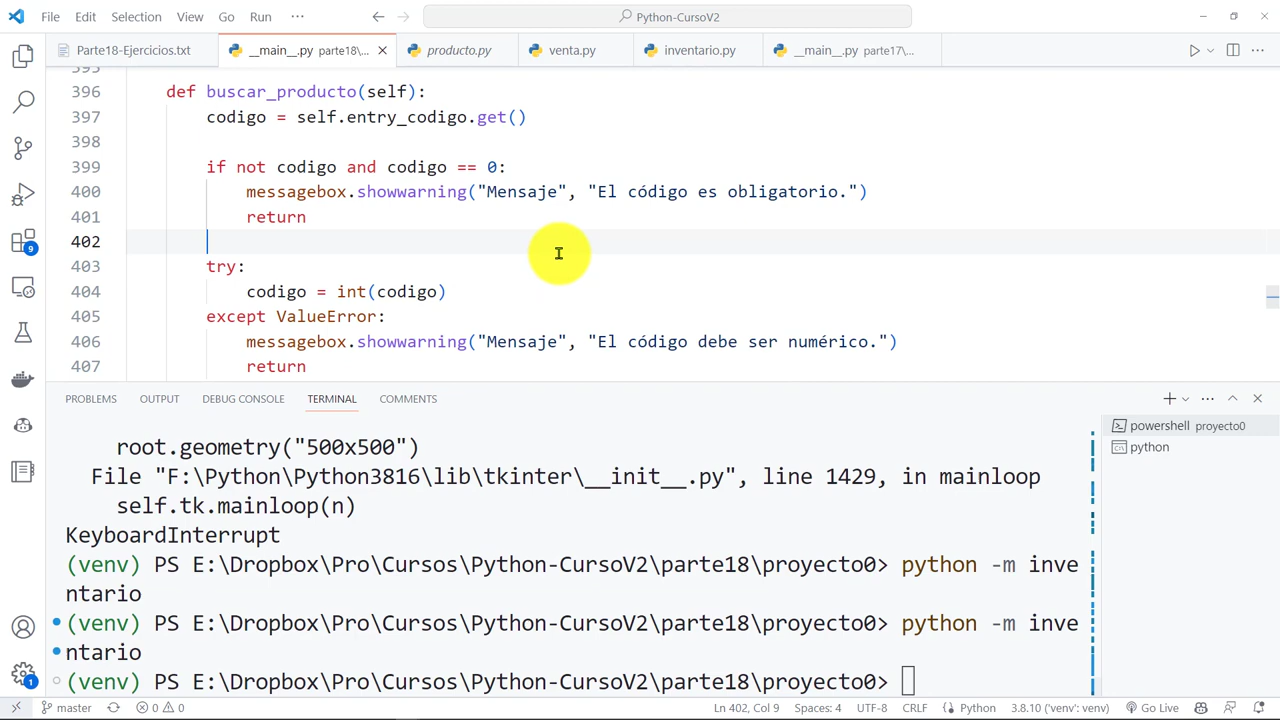 File Edit Selection View Go Run ··· Python-CursoV2
Parte18-Ejercicios.txt __main__.py parte18\... producto.py venta.py inventario.py __main__.py parte17\...
395
396 def buscar_producto(self):
397 codigo = self.entry_codigo.get()
398
399 if not codigo and codigo == 0:
400 messagebox.showwarning("Mensaje", "El código es obligatorio.")
401 return
402
403 try:
404 codigo = int(codigo)
405 except ValueError:
406 messagebox.showwarning("Mensaje", "El código debe ser numérico.")
407 return
9
PROBLEMS OUTPUT DEBUG CONSOLE TERMINAL COMMENTS
powershell proyecto0
python
root.geometry("500x500")
File "F:\Python\Python3816\lib\tkinter\__init__.py", line 1429, in mainloop
self.tk.mainloop(n)
KeyboardInterrupt
(venv) PS E:\Dropbox\Pro\Cursos\Python-CursoV2\parte18\proyecto0> python -m inve
ntario
(venv) PS E:\Dropbox\Pro\Cursos\Python-CursoV2\parte18\proyecto0> python -m inve
ntario
(venv) PS E:\Dropbox\Pro\Cursos\Python-CursoV2\parte18\proyecto0>
1
master 0 0 Ln 402, Col 9 Spaces: 4 UTF-8 CRLF Python 3.8.10 ('venv': venv) Go Live